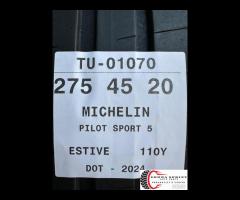 TU-01070
275 45 20
MICHELIN
PILOT SPORT 5
ESTIVE 110Y
DOT - 2024